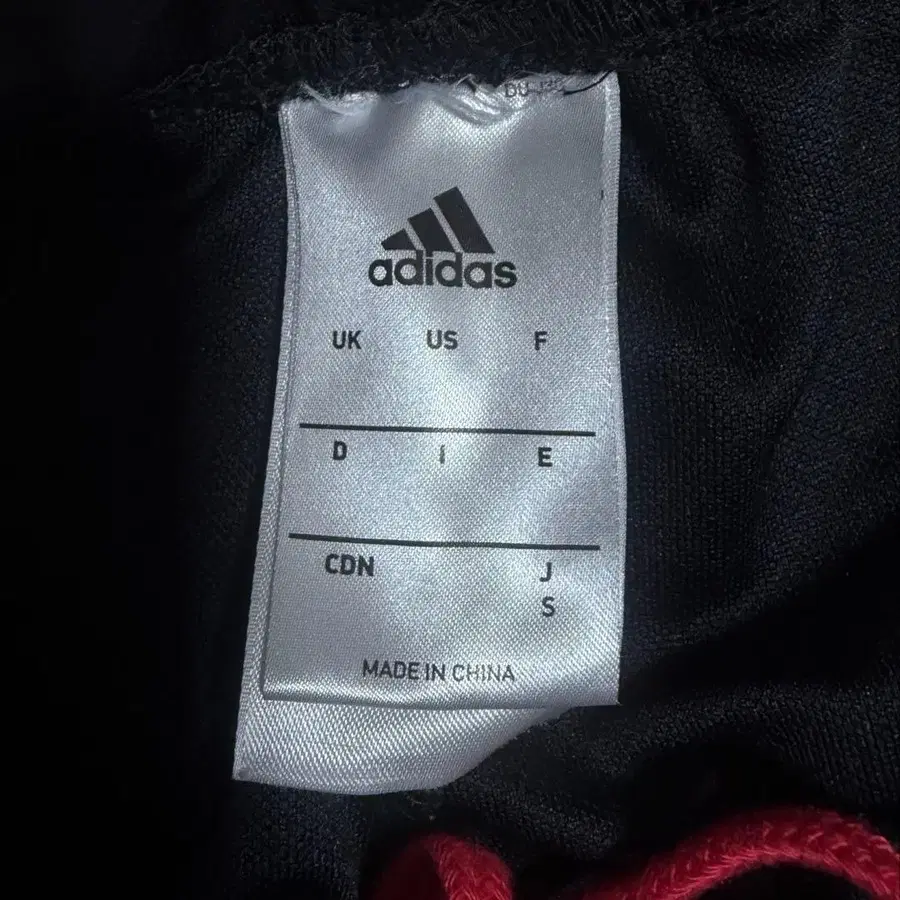 adidas
UK US F
D I E
CDN J
S
MADE IN CHINA